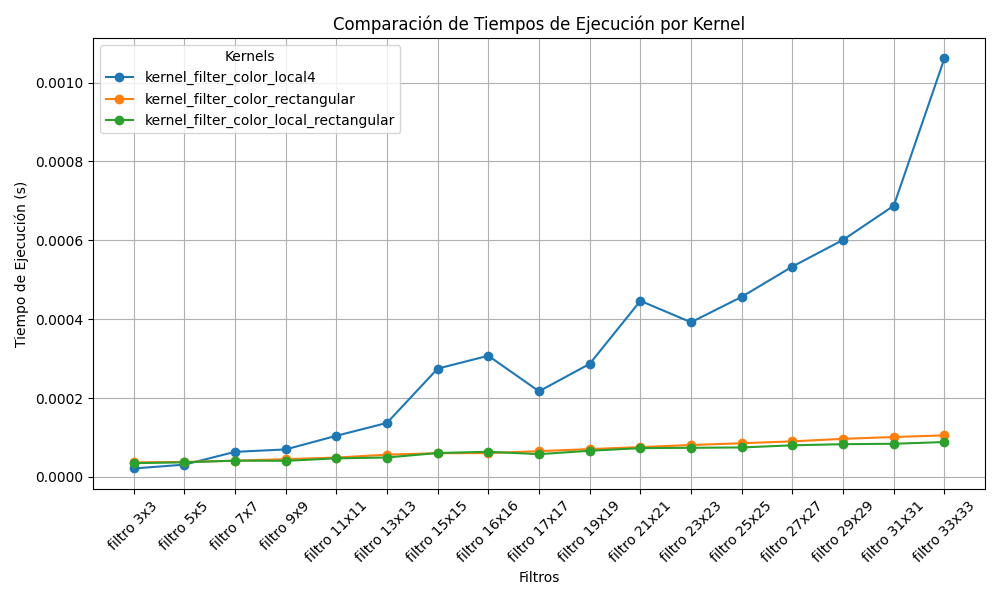 Comparación de Tiempos de Ejecución por Kernel
Kernels
kernel_filter_color_local4
kernel_filter_color_rectangular
kernel_filter_color_local_rectangular
Tiempo de Ejecución (s)
0.0010
0.0008
0.0006
0.0004
0.0002
0.0000
filtro 3x3
filtro 5x5
filtro 7x7
filtro 9x9
filtro 11x11
filtro 13x13
filtro 15x15
filtro 16x16
filtro 17x17
filtro 19x19
filtro 21x21
filtro 23x23
filtro 25x25
filtro 27x27
filtro 29x29
filtro 31x31
filtro 33x33
Filtros